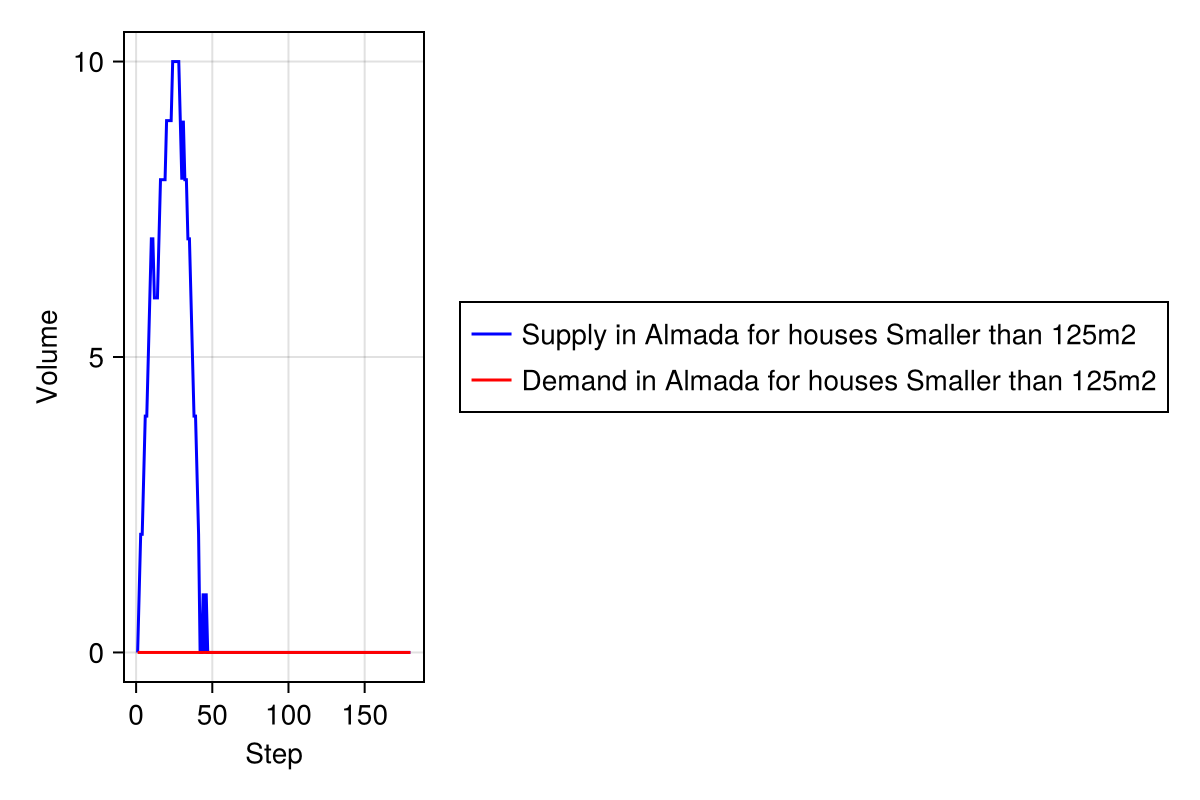 10
5
0
Volume
0 50 100 150
Step
Supply in Almada for houses Smaller than 125m2
Demand in Almada for houses Smaller than 125m2